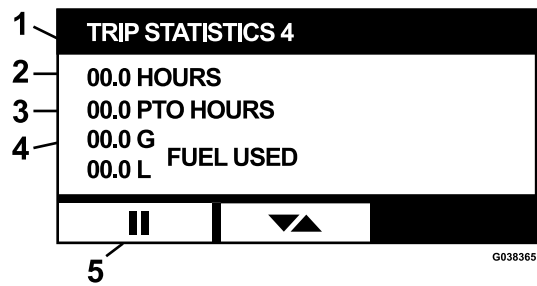 1 TRIP STATISTICS 4
2 00.0 HOURS
3 00.0 PTO HOURS
4 00.0 G
00.0 L FUEL USED
5
G038365